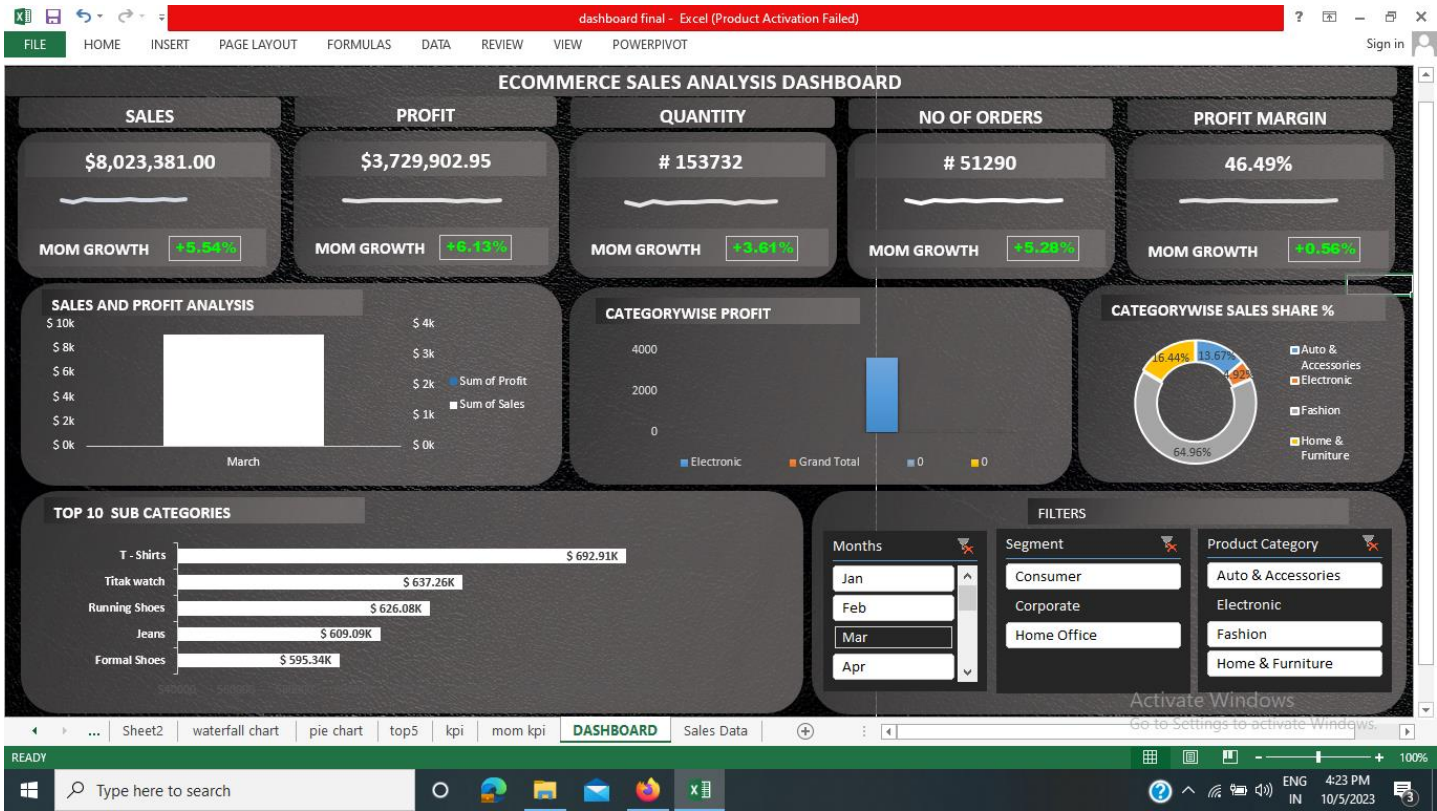 dashboard final - Excel (Product Activation Failed)
FILE HOME INSERT PAGE LAYOUT FORMULAS DATA REVIEW VIEW POWERPIVOT Sign in
ECOMMERCE SALES ANALYSIS DASHBOARD
SALES PROFIT QUANTITY NO OF ORDERS PROFIT MARGIN
$8,023,381.00 $3,729,902.95 # 153732 # 51290 46.49%
MOM GROWTH +5.54% MOM GROWTH +6.13% MOM GROWTH +3.61% MOM GROWTH +5.28% MOM GROWTH +0.56%
SALES AND PROFIT ANALYSIS
$ 10k
$ 8k
$ 6k
$ 4k
$ 2k
$ 0k
March
$ 4k
$ 3k
$ 2k
$ 1k
$ 0k
Sum of Profit
Sum of Sales
CATEGORYWISE PROFIT
4000
2000
0
Electronic Grand Total 0 0
CATEGORYWISE SALES SHARE %
16.44% 13.67%
4.92%
64.96%
Auto &
Accessories
Electronic
Fashion
Home &
Furniture
TOP 10 SUB CATEGORIES
T - Shirts $ 692.91K
Titak watch $ 637.26K
Running Shoes $ 626.08K
Jeans $ 609.09K
Formal Shoes $ 595.34K
FILTERS
Months
Jan
Feb
Mar
Apr
Segment
Consumer
Corporate
Home Office
Product Category
Auto & Accessories
Electronic
Fashion
Home & Furniture
Activate Windows
Go to Settings to activate Windows.
... Sheet2 waterfall chart pie chart top5 kpi mom kpi DASHBOARD Sales Data
READY 100%
Type here to search
ENG
IN
4:23 PM
10/5/2023
3